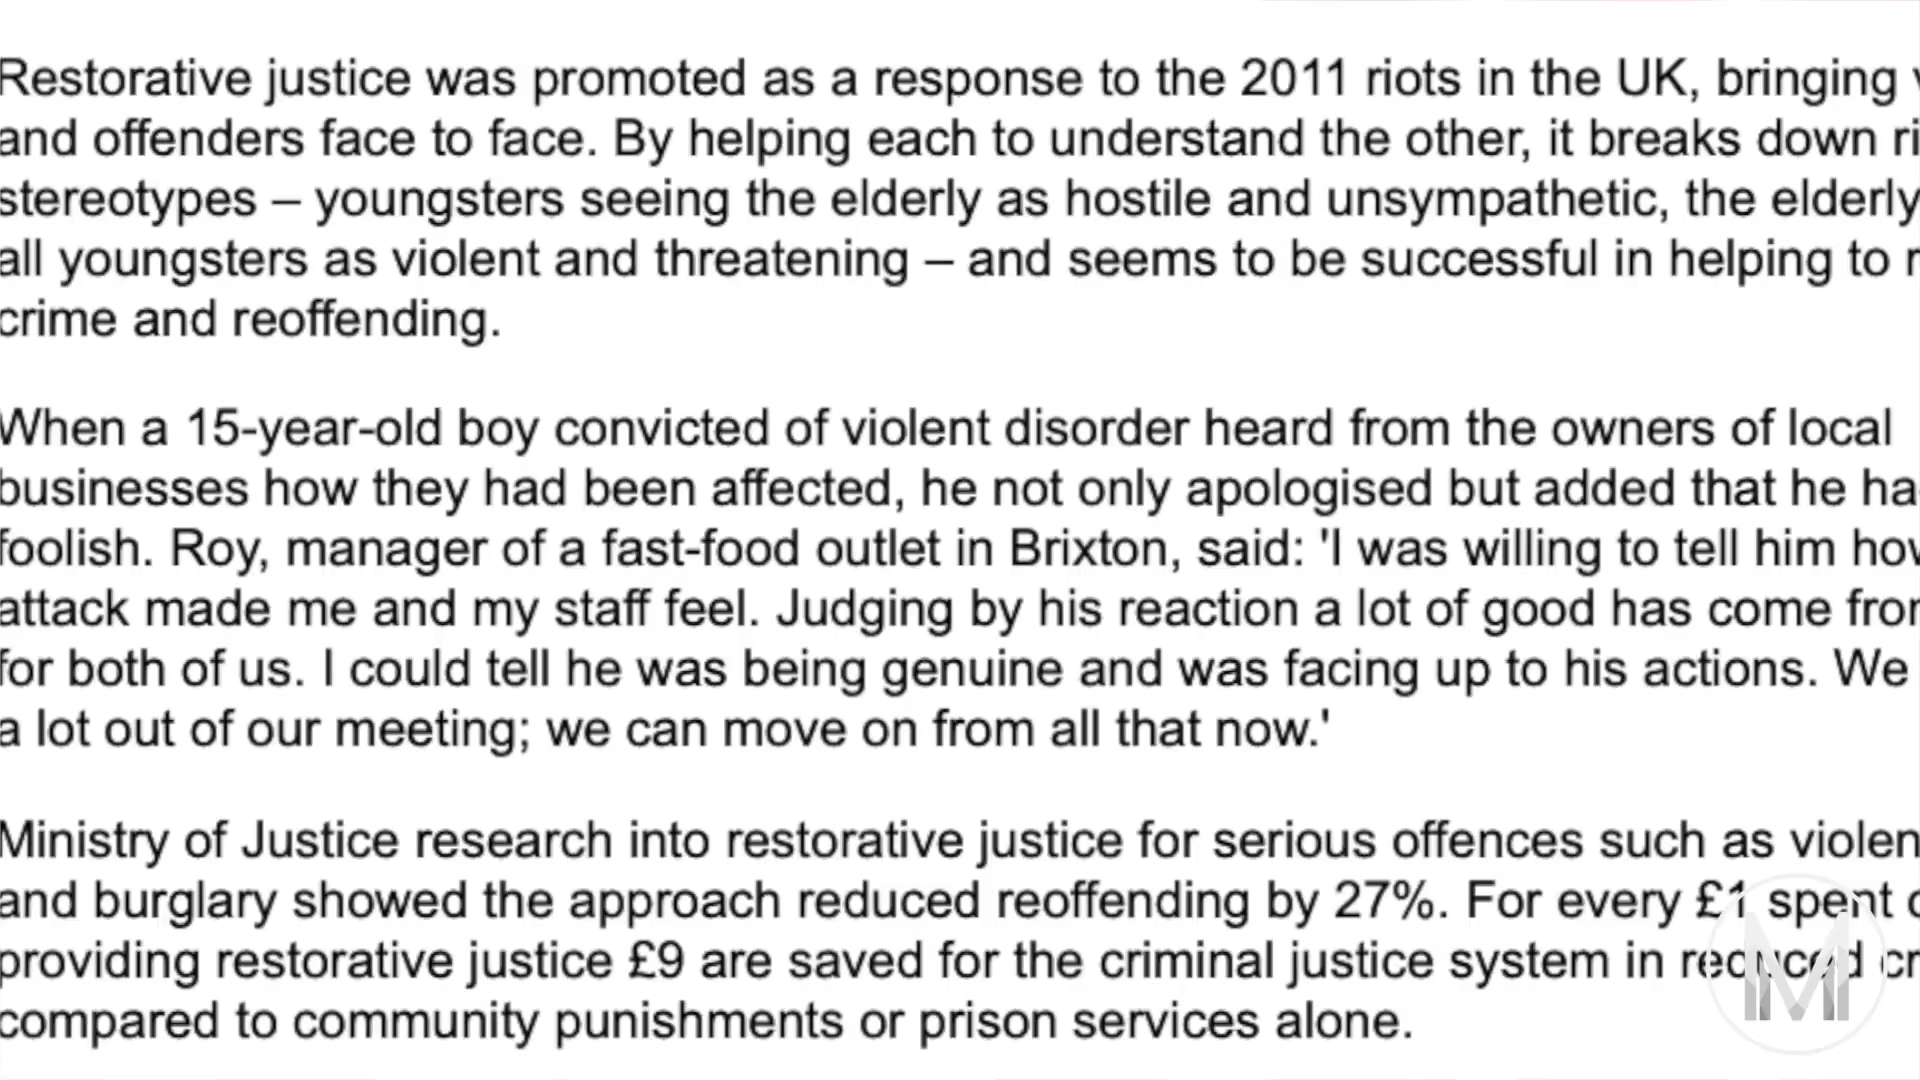 Restorative justice was promoted as a response to the 2011 riots in the UK, bringing
and offenders face to face. By helping each to understand the other, it breaks down
stereotypes – youngsters seeing the elderly as hostile and unsympathetic, the elderly
all youngsters as violent and threatening – and seems to be successful in helping to
crime and reoffending.
When a 15-year-old boy convicted of violent disorder heard from the owners of local
businesses how they had been affected, he not only apologised but added that he
foolish. Roy, manager of a fast-food outlet in Brixton, said: 'I was willing to tell him
attack made me and my staff feel. Judging by his reaction a lot of good has come
for both of us. I could tell he was being genuine and was facing up to his actions. We
a lot out of our meeting; we can move on from all that now.'
Ministry of Justice research into restorative justice for serious offences such as
and burglary showed the approach reduced reoffending by 27%. For every £1 spent
providing restorative justice £9 are saved for the criminal justice system in reduced
compared to community punishments or prison services alone.